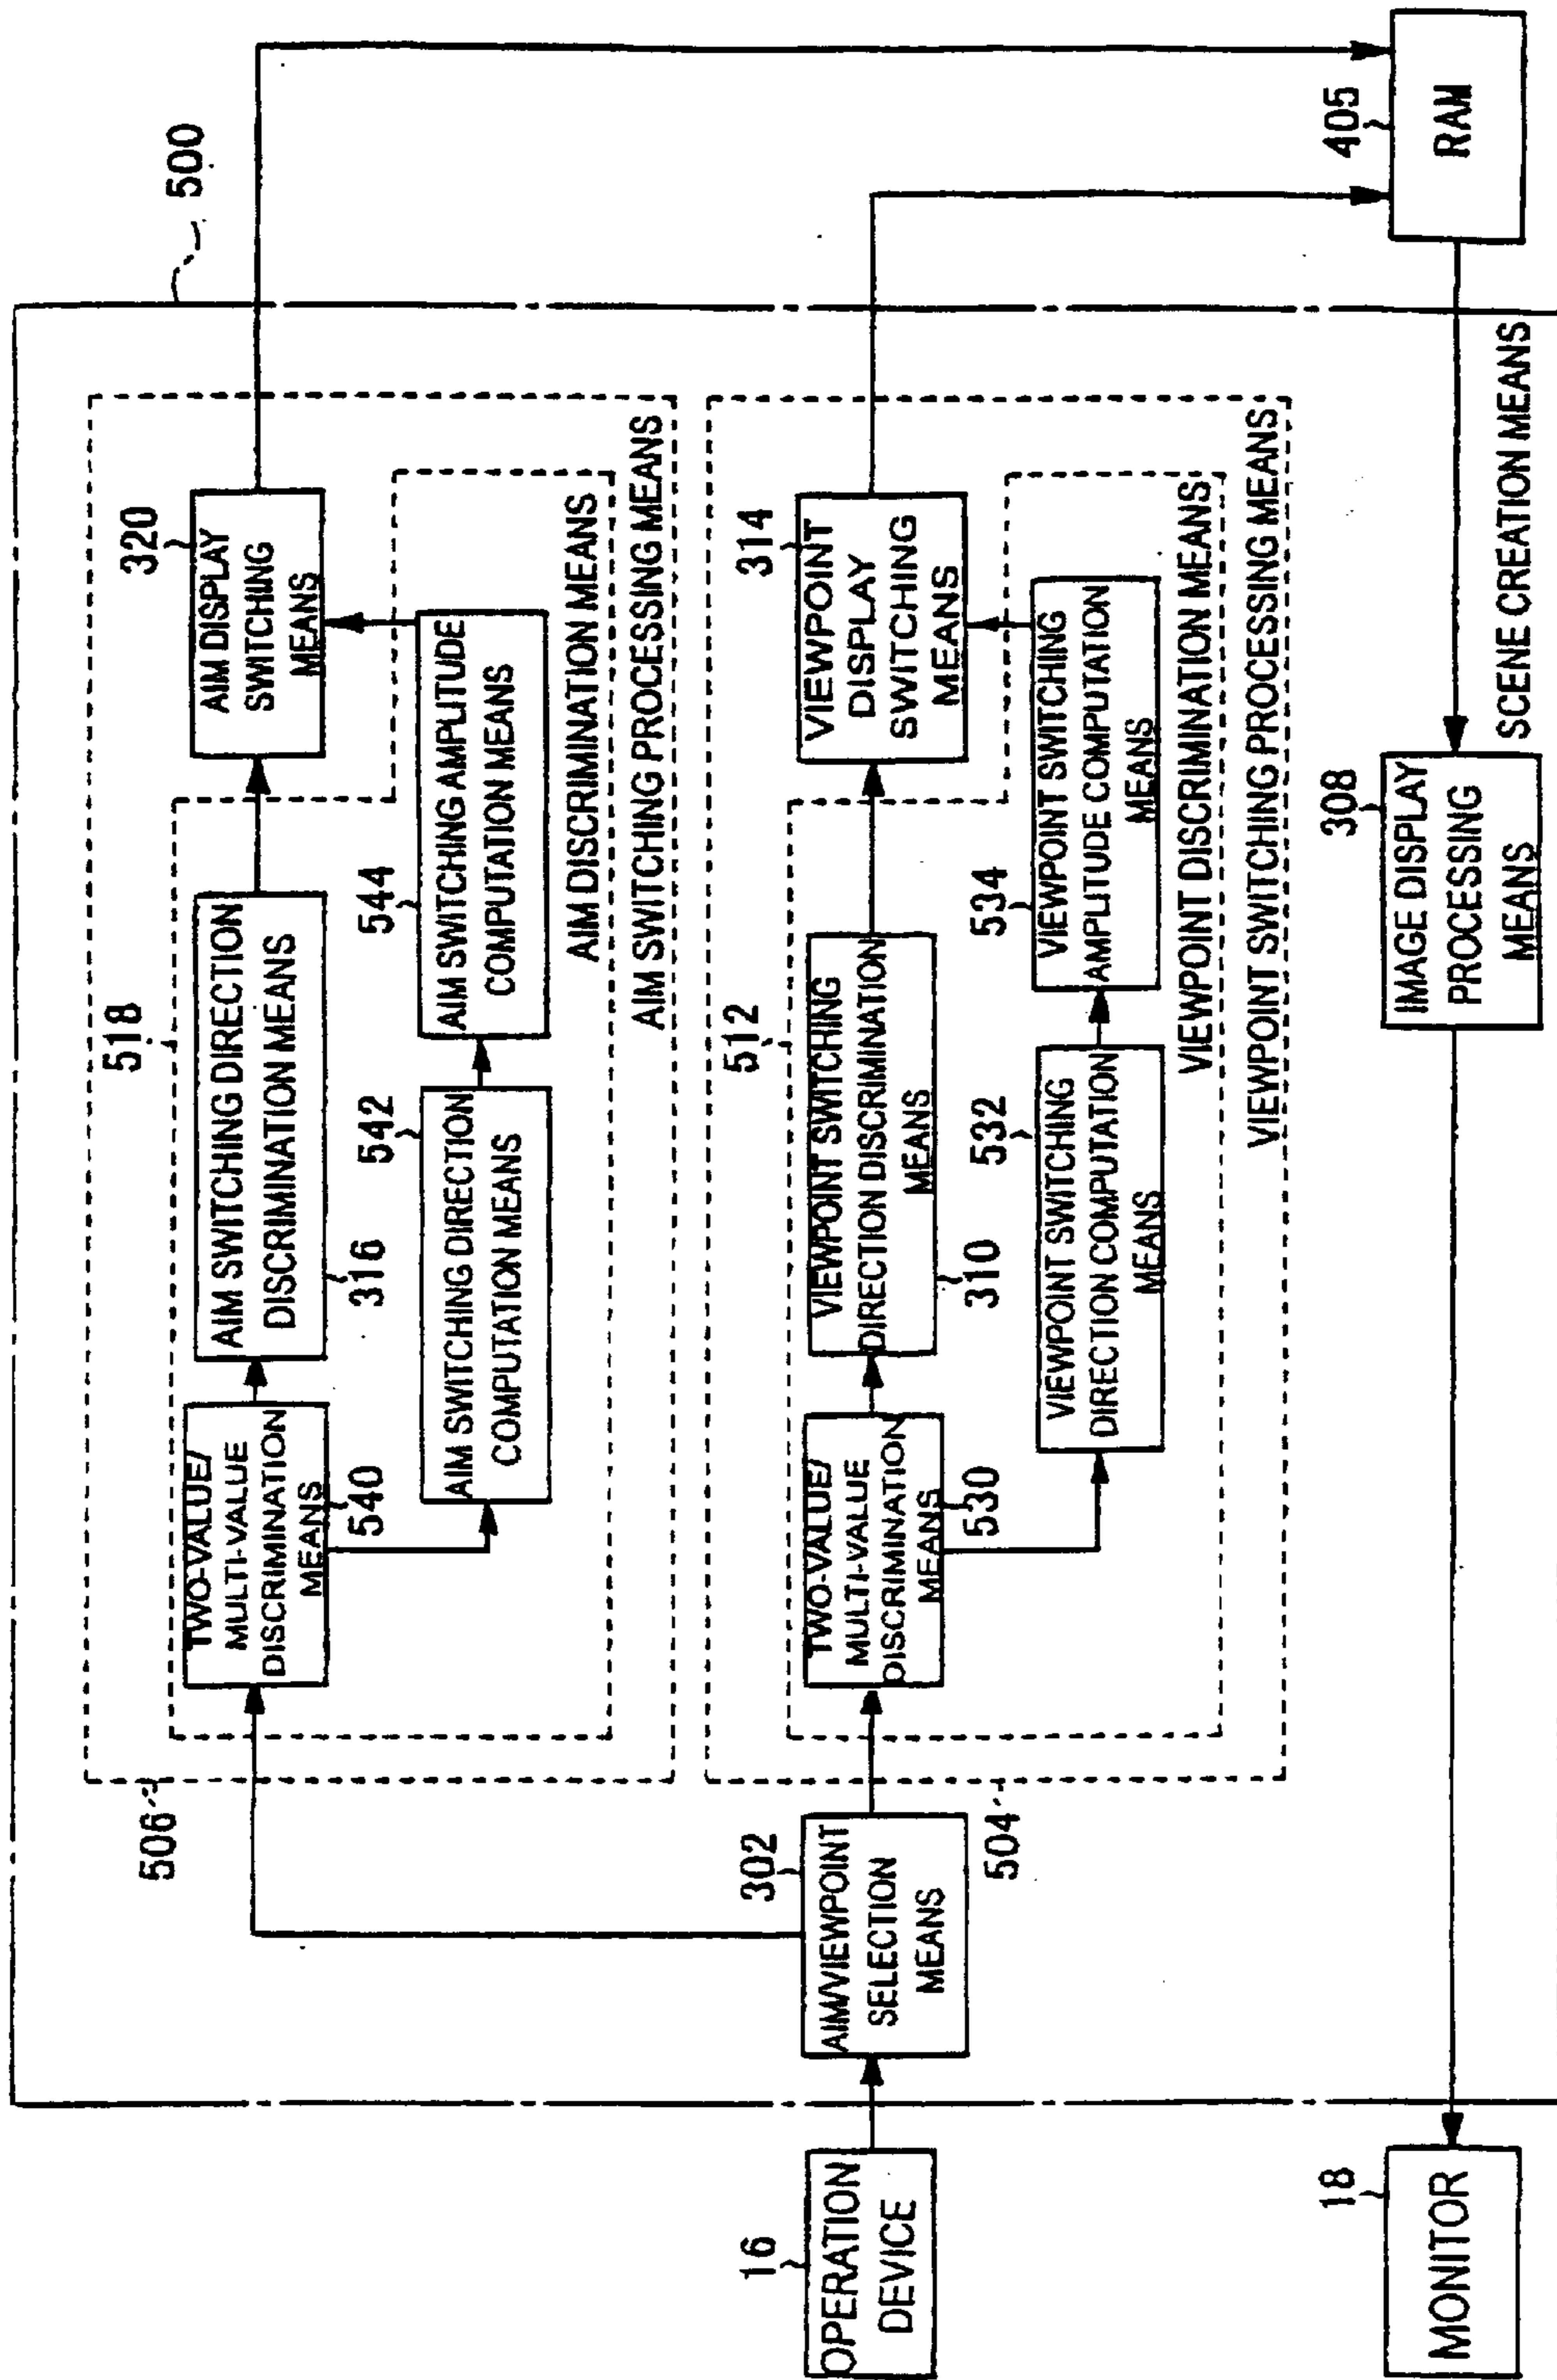 500
518
320
AIM DISPLAY
SWITCHING
MEANS
AIM SWITCHING DIRECTION
DISCRIMINATION MEANS
316
TWO-VALUE/
MULTI-VALUE
DISCRIMINATION
MEANS
540
542
544
AIM SWITCHING DIRECTION
COMPUTATION MEANS
AIM SWITCHING AMPLITUDE
COMPUTATION MEANS
AIM DISCRIMINATION MEANS
AIM SWITCHING PROCESSING MEANS
506
512
314
VIEWPOINT
DISPLAY
SWITCHING
MEANS
VIEWPOINT SWITCHING
DIRECTION DISCRIMINATION
MEANS
310
TWO-VALUE/
MULTI-VALUE
DISCRIMINATION
MEANS
530
532
534
VIEWPOINT SWITCHING
DIRECTION COMPUTATION
MEANS
VIEWPOINT SWITCHING
AMPLITUDE COMPUTATION
MEANS
VIEWPOINT DISCRIMINATION MEANS
VIEWPOINT SWITCHING PROCESSING MEANS
504
16
OPERATION
DEVICE
302
AIM/VIEWPOINT
SELECTION
MEANS
18
MONITOR
308
IMAGE DISPLAY
PROCESSING
MEANS
SCENE CREATION MEANS
405
RAM